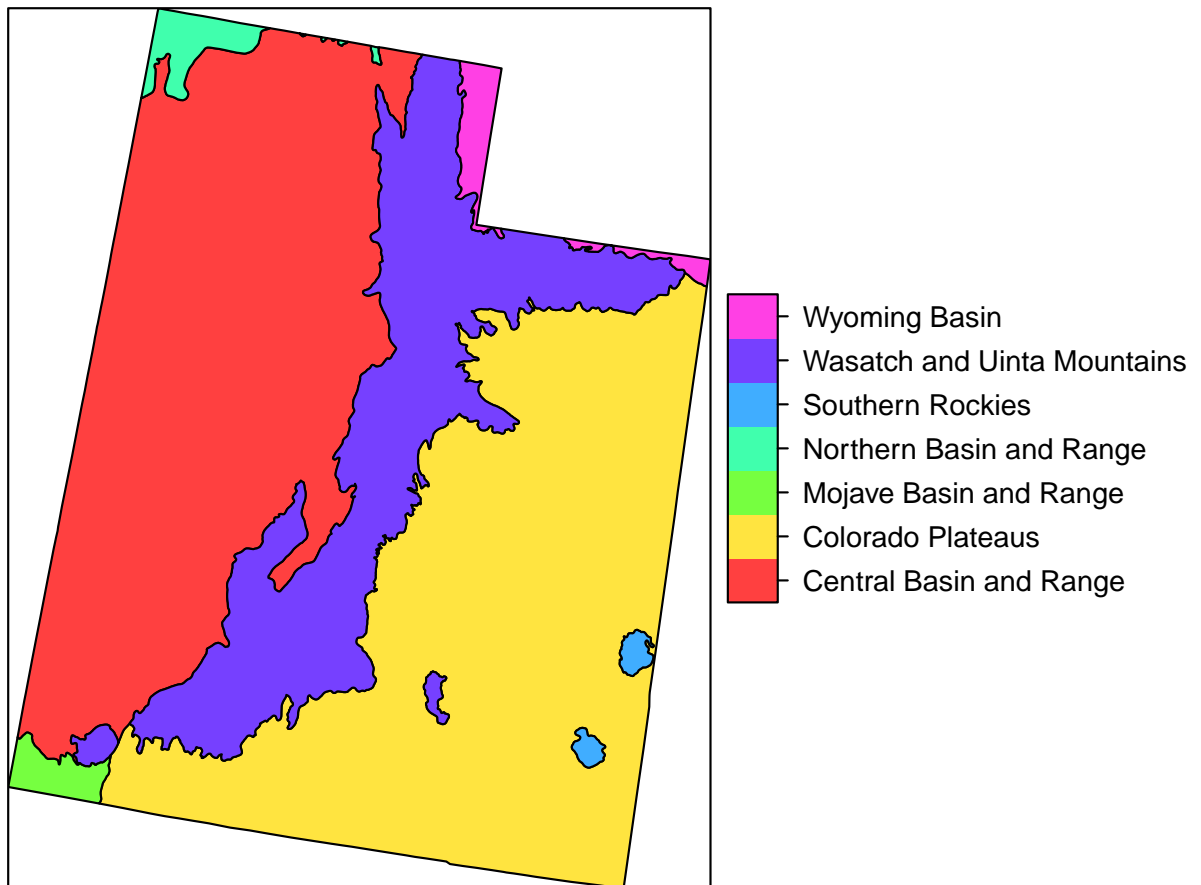 Wyoming Basin
Wasatch and Uinta Mountains
Southern Rockies
Northern Basin and Range
Mojave Basin and Range
Colorado Plateaus
Central Basin and Range